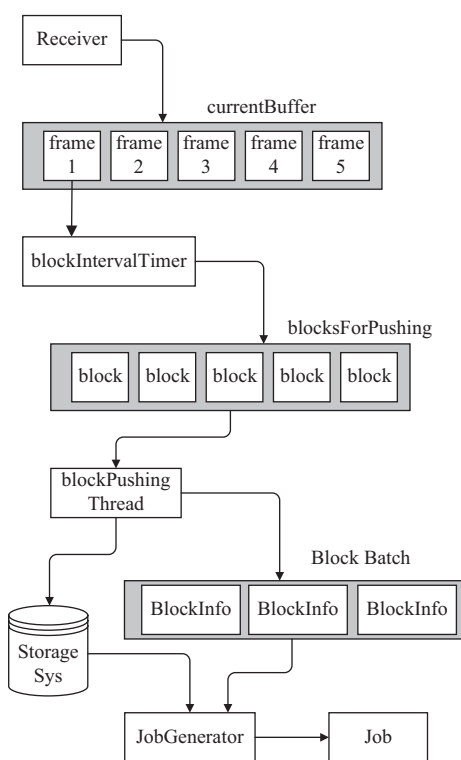 Receiver
currentBuffer
frame 1 frame 2 frame 3 frame 4 frame 5
blockIntervalTimer
blocksForPushing
block block block block block
blockPushing
Thread
Block Batch
BlockInfo BlockInfo BlockInfo
Storage
Sys
JobGenerator
Job